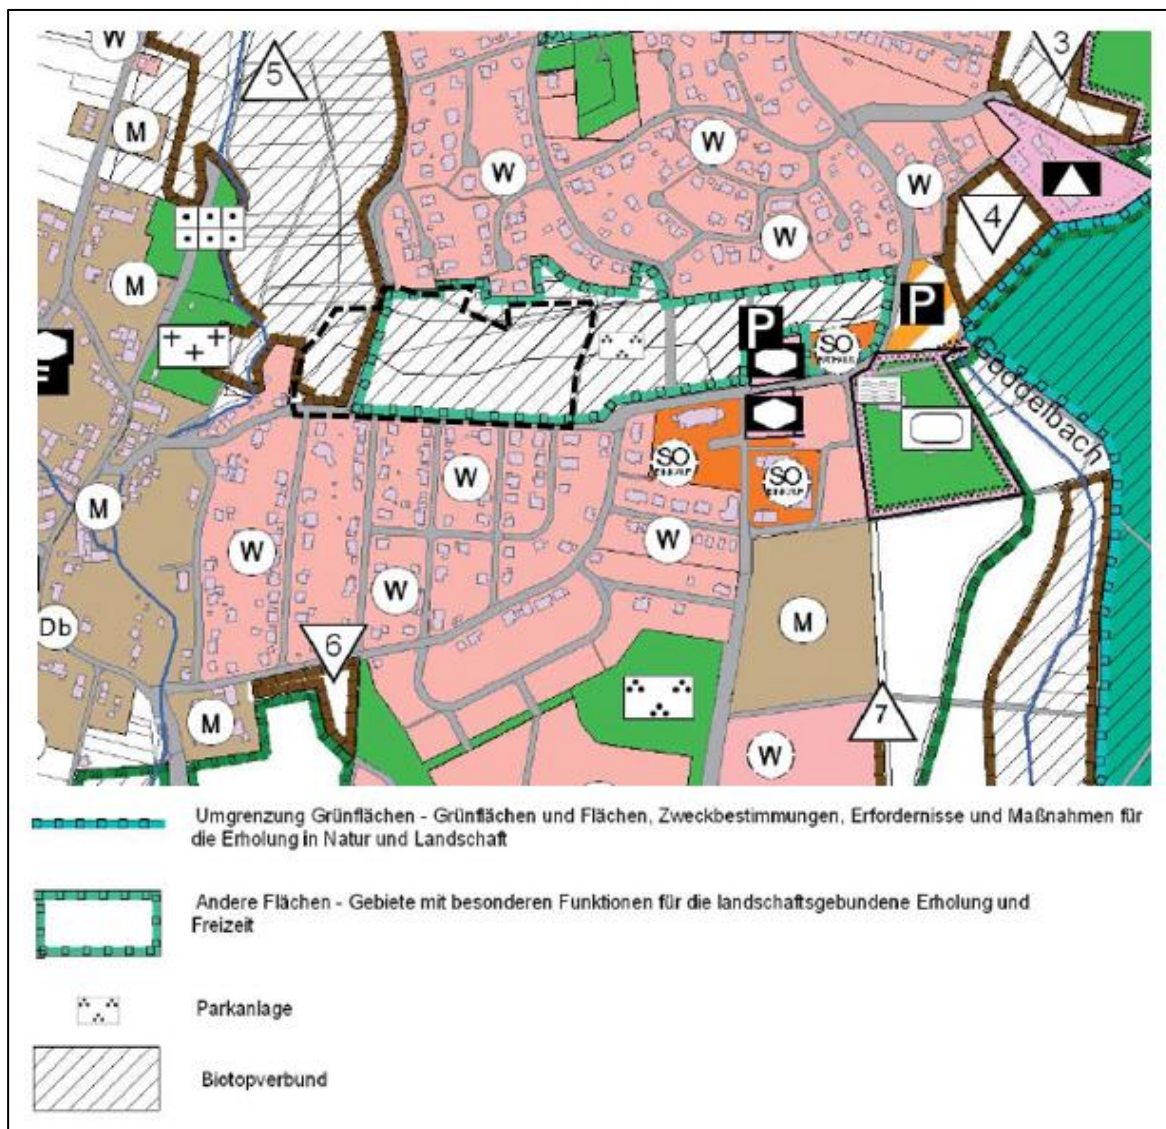 W
3
5
M
W
W
W
4
W
M
P
P
SO
Godgelbach
SO
W
SO
M
W
W
W
M
Db
6
M
7
W
Umgrenzung Grünflächen - Grünflächen und Flächen, Zweckbestimmungen, Erfordernisse und Maßnahmen für
die Erholung in Natur und Landschaft
Andere Flächen - Gebiete mit besonderen Funktionen für die landschaftsgebundene Erholung und
Freizeit
Parkanlage
Biotopverbund